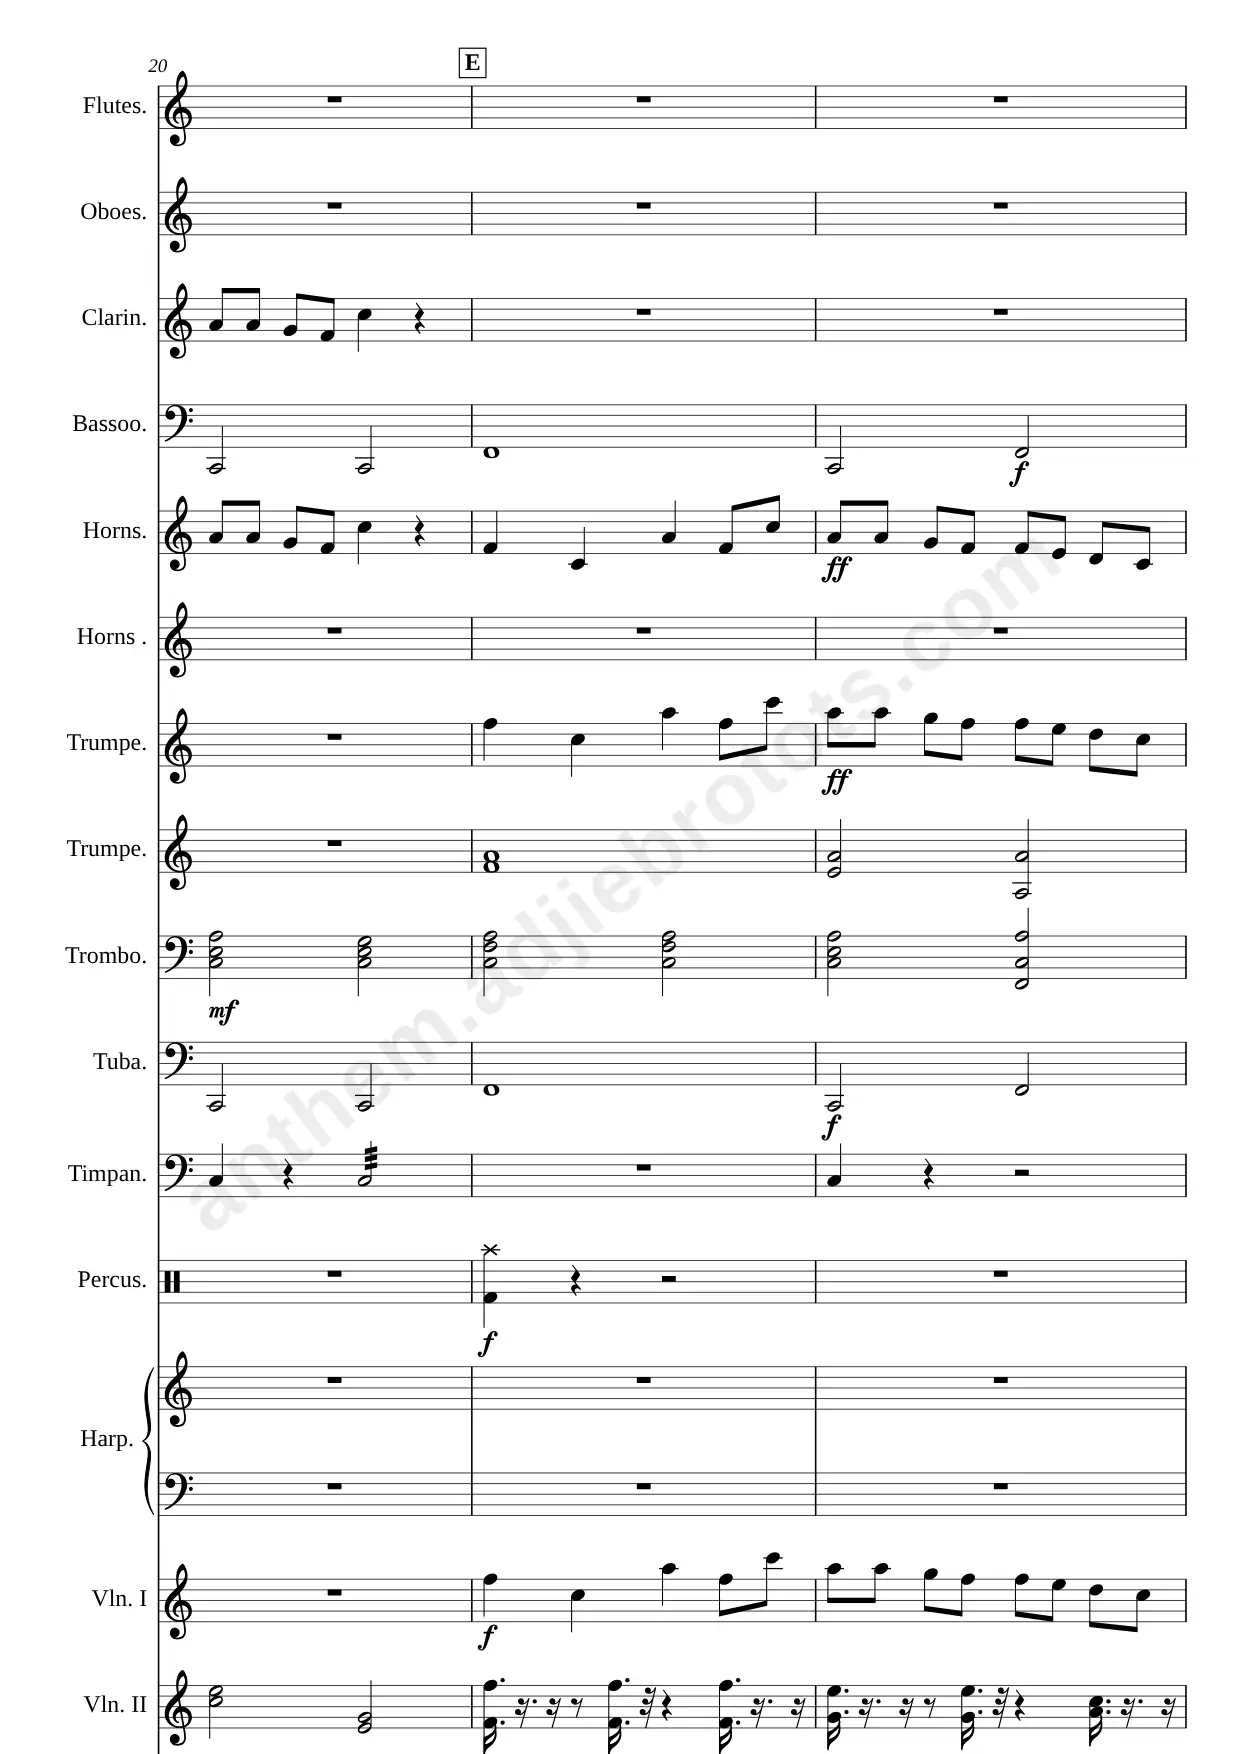 20
E
Flutes.
Oboes.
Clarin.
Bassoo.
f
Horns.
ff
Horns .
Trumpe.
ff
Trumpe.
Trombo.
mf
Tuba.
f
Timpan.
Percus.
f
Harp.
Vln. I
f
Vln. II
anthem.adjiebrotots.com